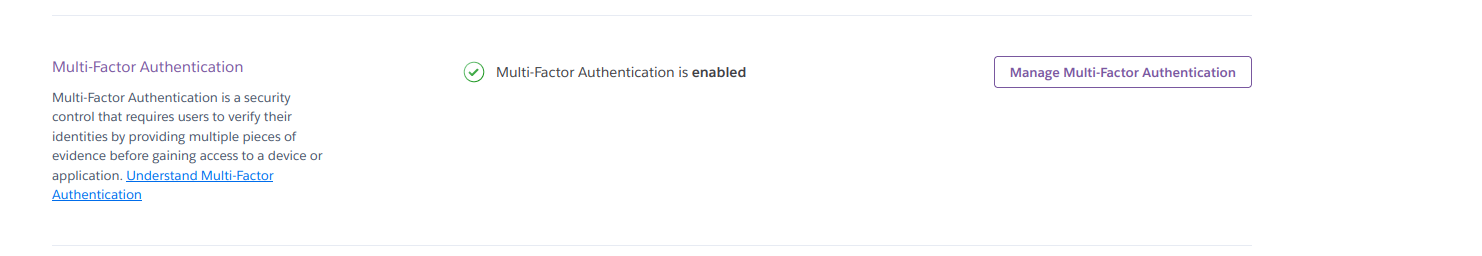 Multi-Factor Authentication
Multi-Factor Authentication is a security
control that requires users to verify their
identities by providing multiple pieces of
evidence before gaining access to a device or
application. Understand Multi-Factor
Authentication
Multi-Factor Authentication is enabled
Manage Multi-Factor Authentication